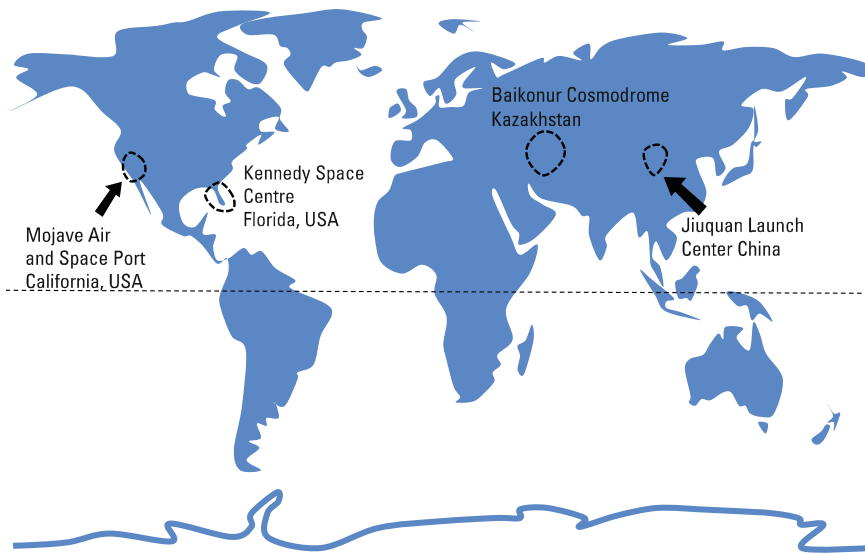 Baikonur Cosmodrome
Kazakhstan
Kennedy Space
Centre
Florida, USA
Mojave Air
and Space Port
California, USA
Jiuquan Launch
Center China